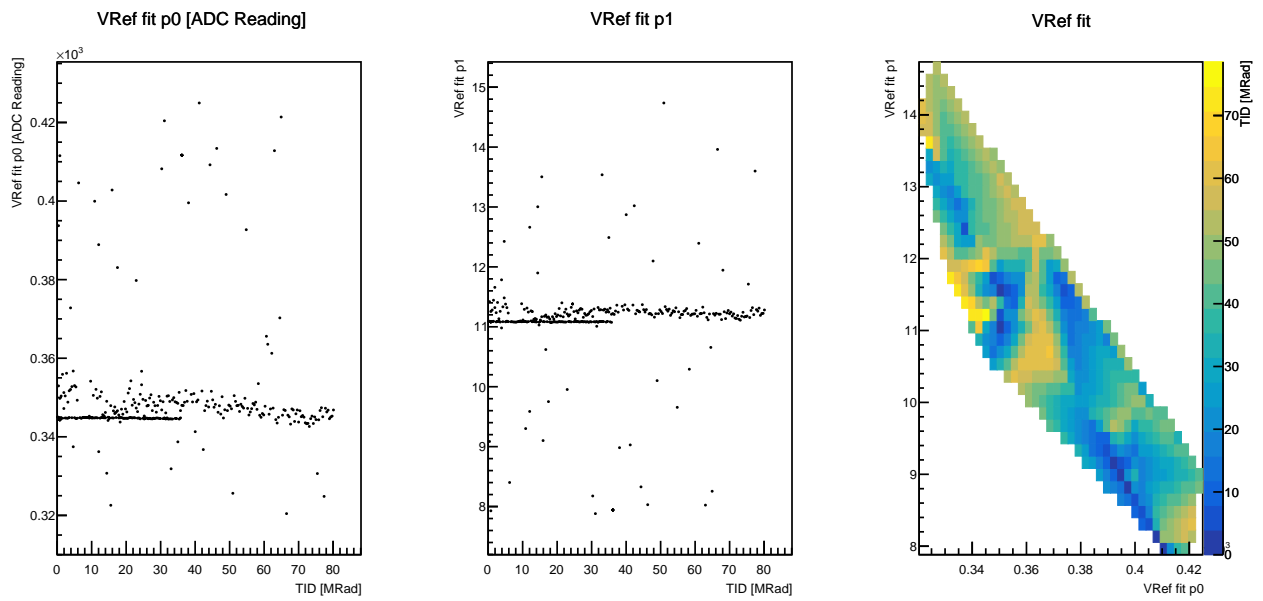 VRef fit p0 [ADC Reading]
×10³
VRef fit p0 [ADC Reading]
0.42
0.4
0.38
0.36
0.34
0.32
0 10 20 30 40 50 60 70 80
TID [MRad]
VRef fit p1
VRef fit p1
15
14
13
12
11
10
9
8
0 10 20 30 40 50 60 70 80
TID [MRad]
VRef fit
VRef fit p1
14
13
12
11
10
9
8
0.34 0.36 0.38 0.4 0.42
VRef fit p0
TID [MRad]
70
60
50
40
30
20
10
0